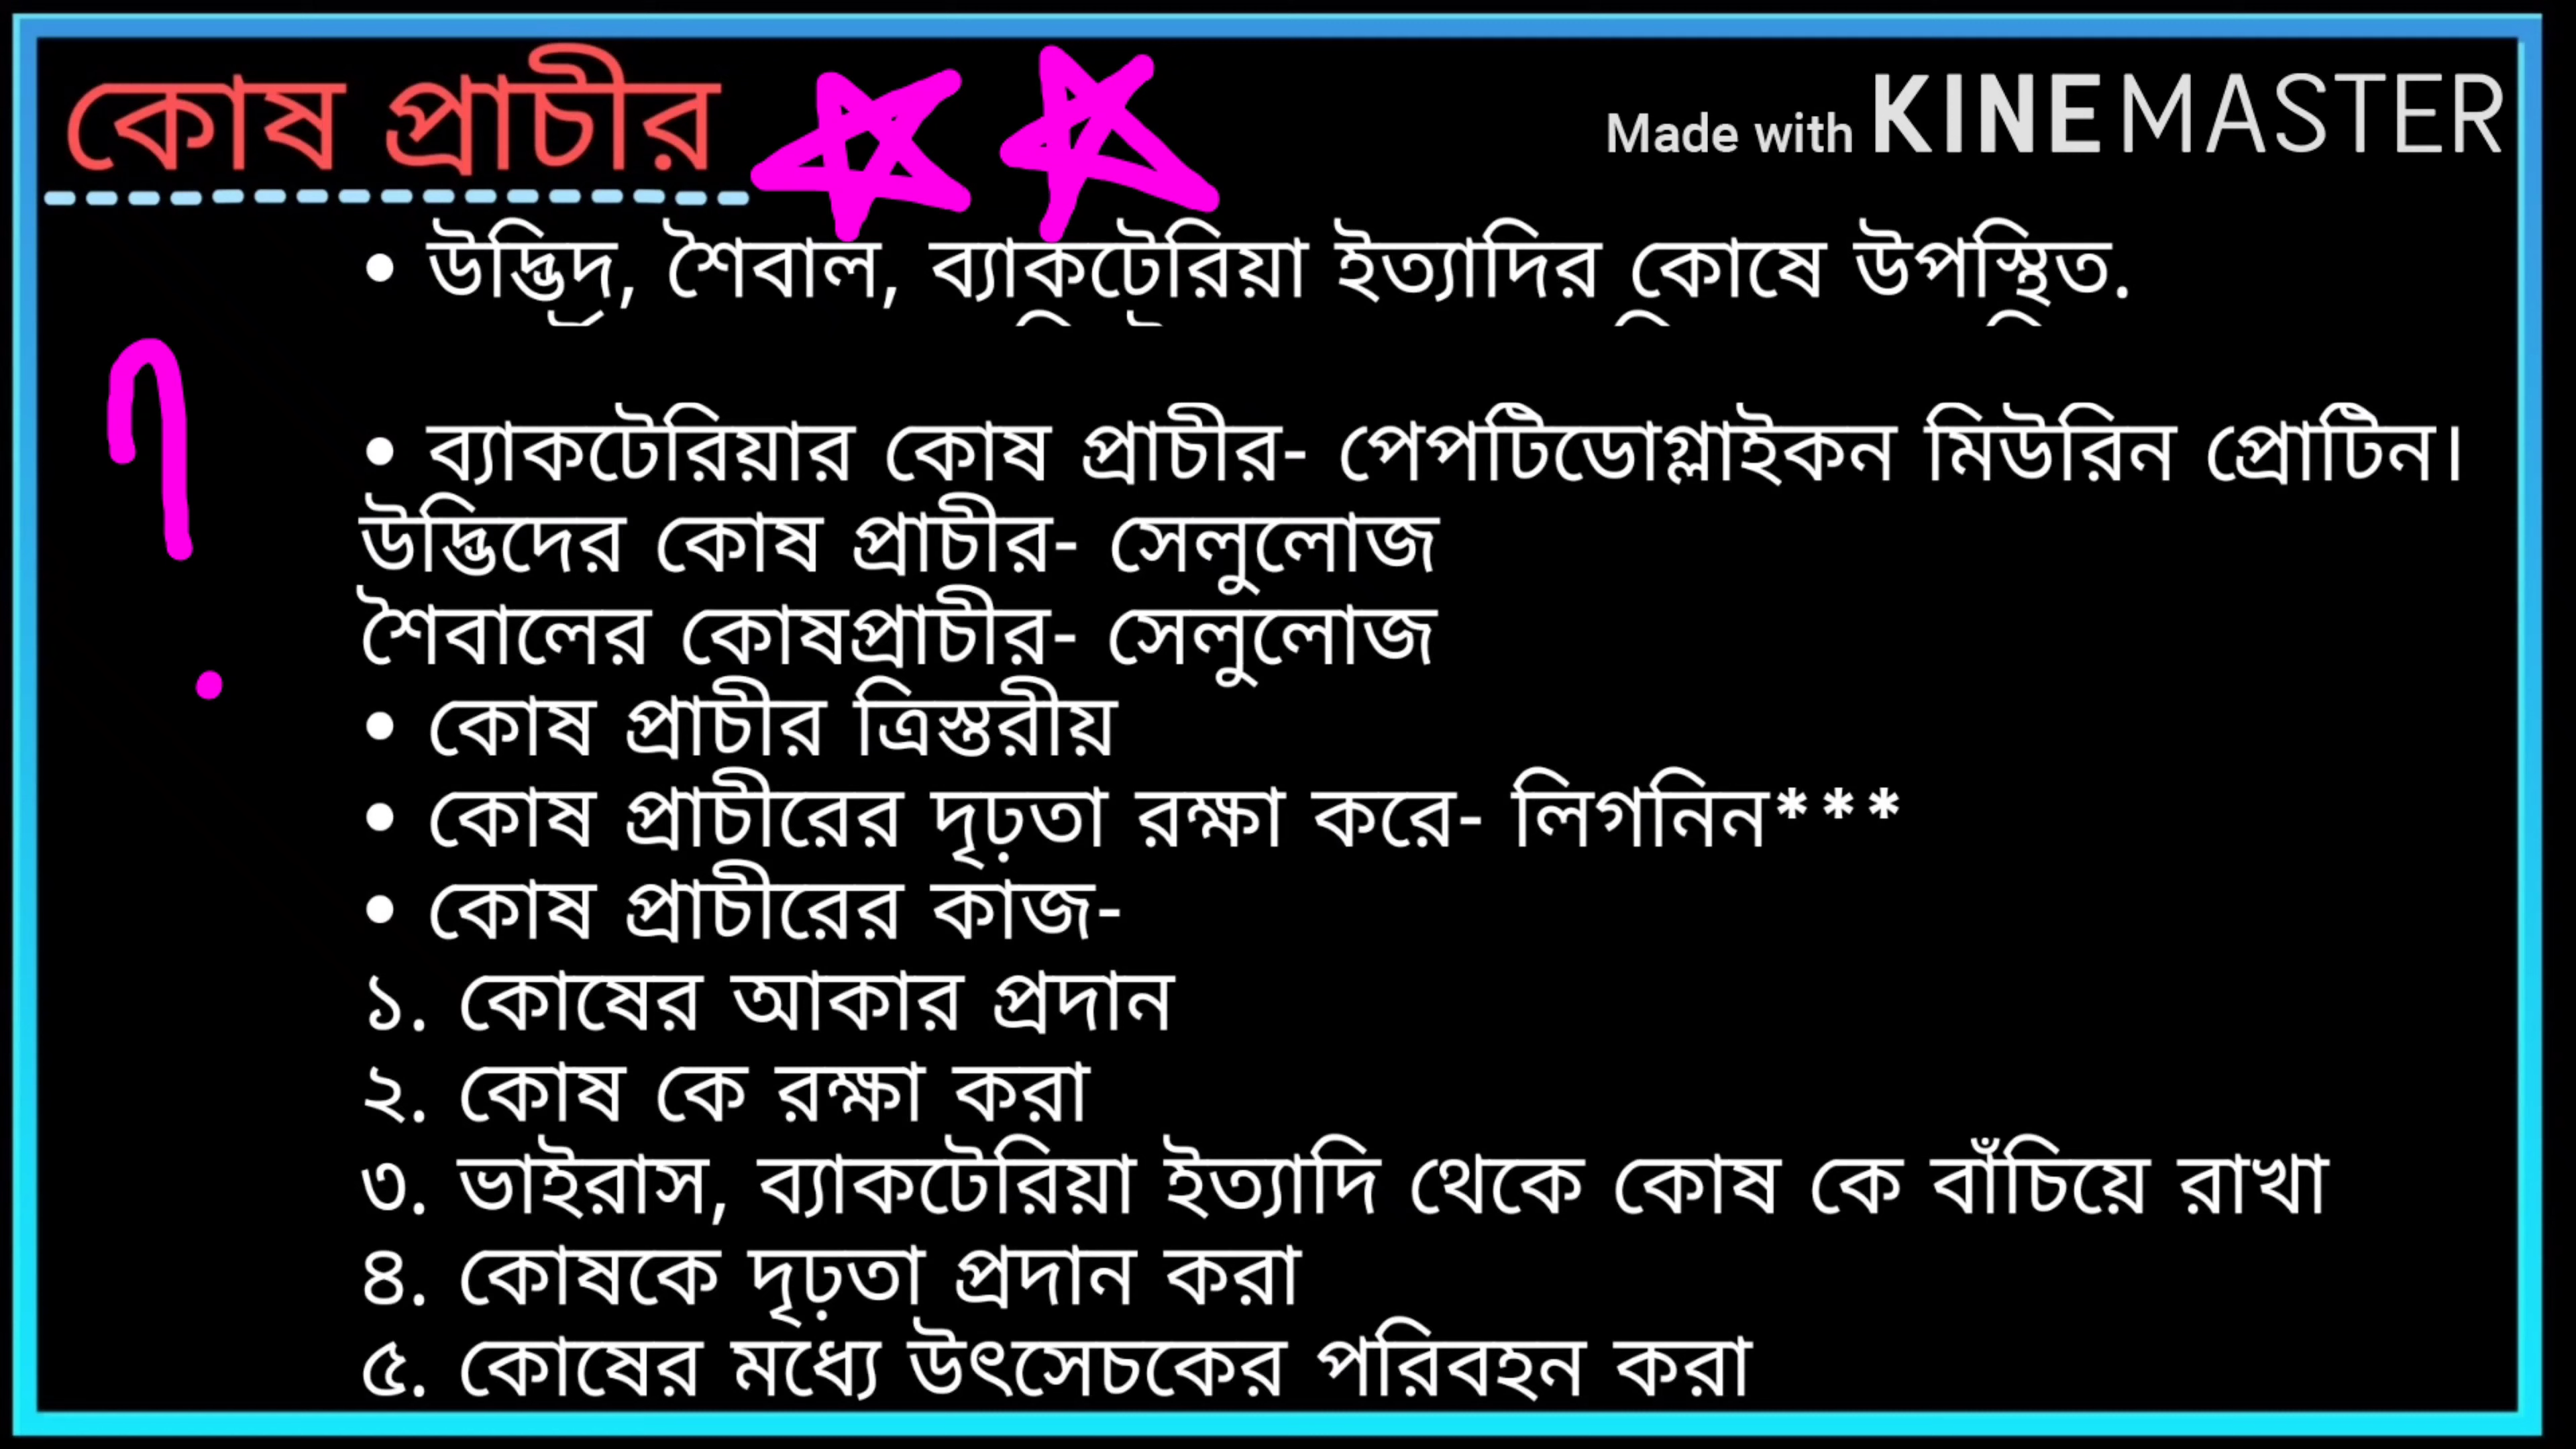 কোষ প্রাচীর
Made with KINEMASTER
• উদ্ভিদ, শৈবাল, ব্যাকটেরিয়া ইত্যাদির কোষে উপস্থিত.
• ব্যাকটেরিয়ার কোষ প্রাচীর- পেপটিডোগ্লাইকন মিউরিন প্রোটিন।
উদ্ভিদের কোষ প্রাচীর- সেলুলোজ
শৈবালের কোষপ্রাচীর- সেলুলোজ
• কোষ প্রাচীর ত্রিস্তরীয়
• কোষ প্রাচীরের দৃঢ়তা রক্ষা করে- লিগনিন***
• কোষ প্রাচীরের কাজ-
১. কোষের আকার প্রদান
২. কোষ কে রক্ষা করা
৩. ভাইরাস, ব্যাকটেরিয়া ইত্যাদি থেকে কোষ কে বাঁচিয়ে রাখা
৪. কোষকে দৃঢ়তা প্রদান করা
৫. কোষের মধ্যে উৎসেচকের পরিবহন করা